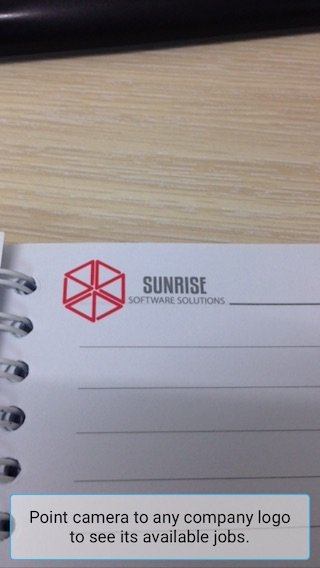 SUNRISE
SOFTWARE SOLUTIONS
Point camera to any company logo
to see its available jobs.